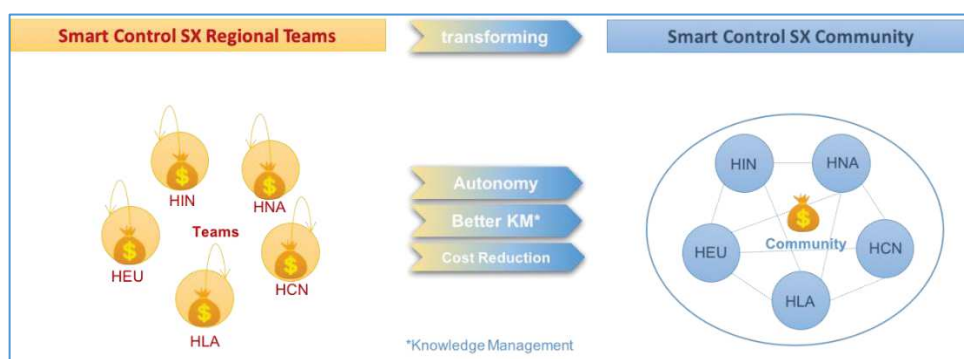 Smart Control SX Regional Teams
transforming
Smart Control SX Community
HIN
HNA
Teams
HEU
HCN
HLA
Autonomy
Better KM*
Cost Reduction
*Knowledge Management
HIN
HNA
Community
HEU
HCN
HLA
$
$
$
$
$
$